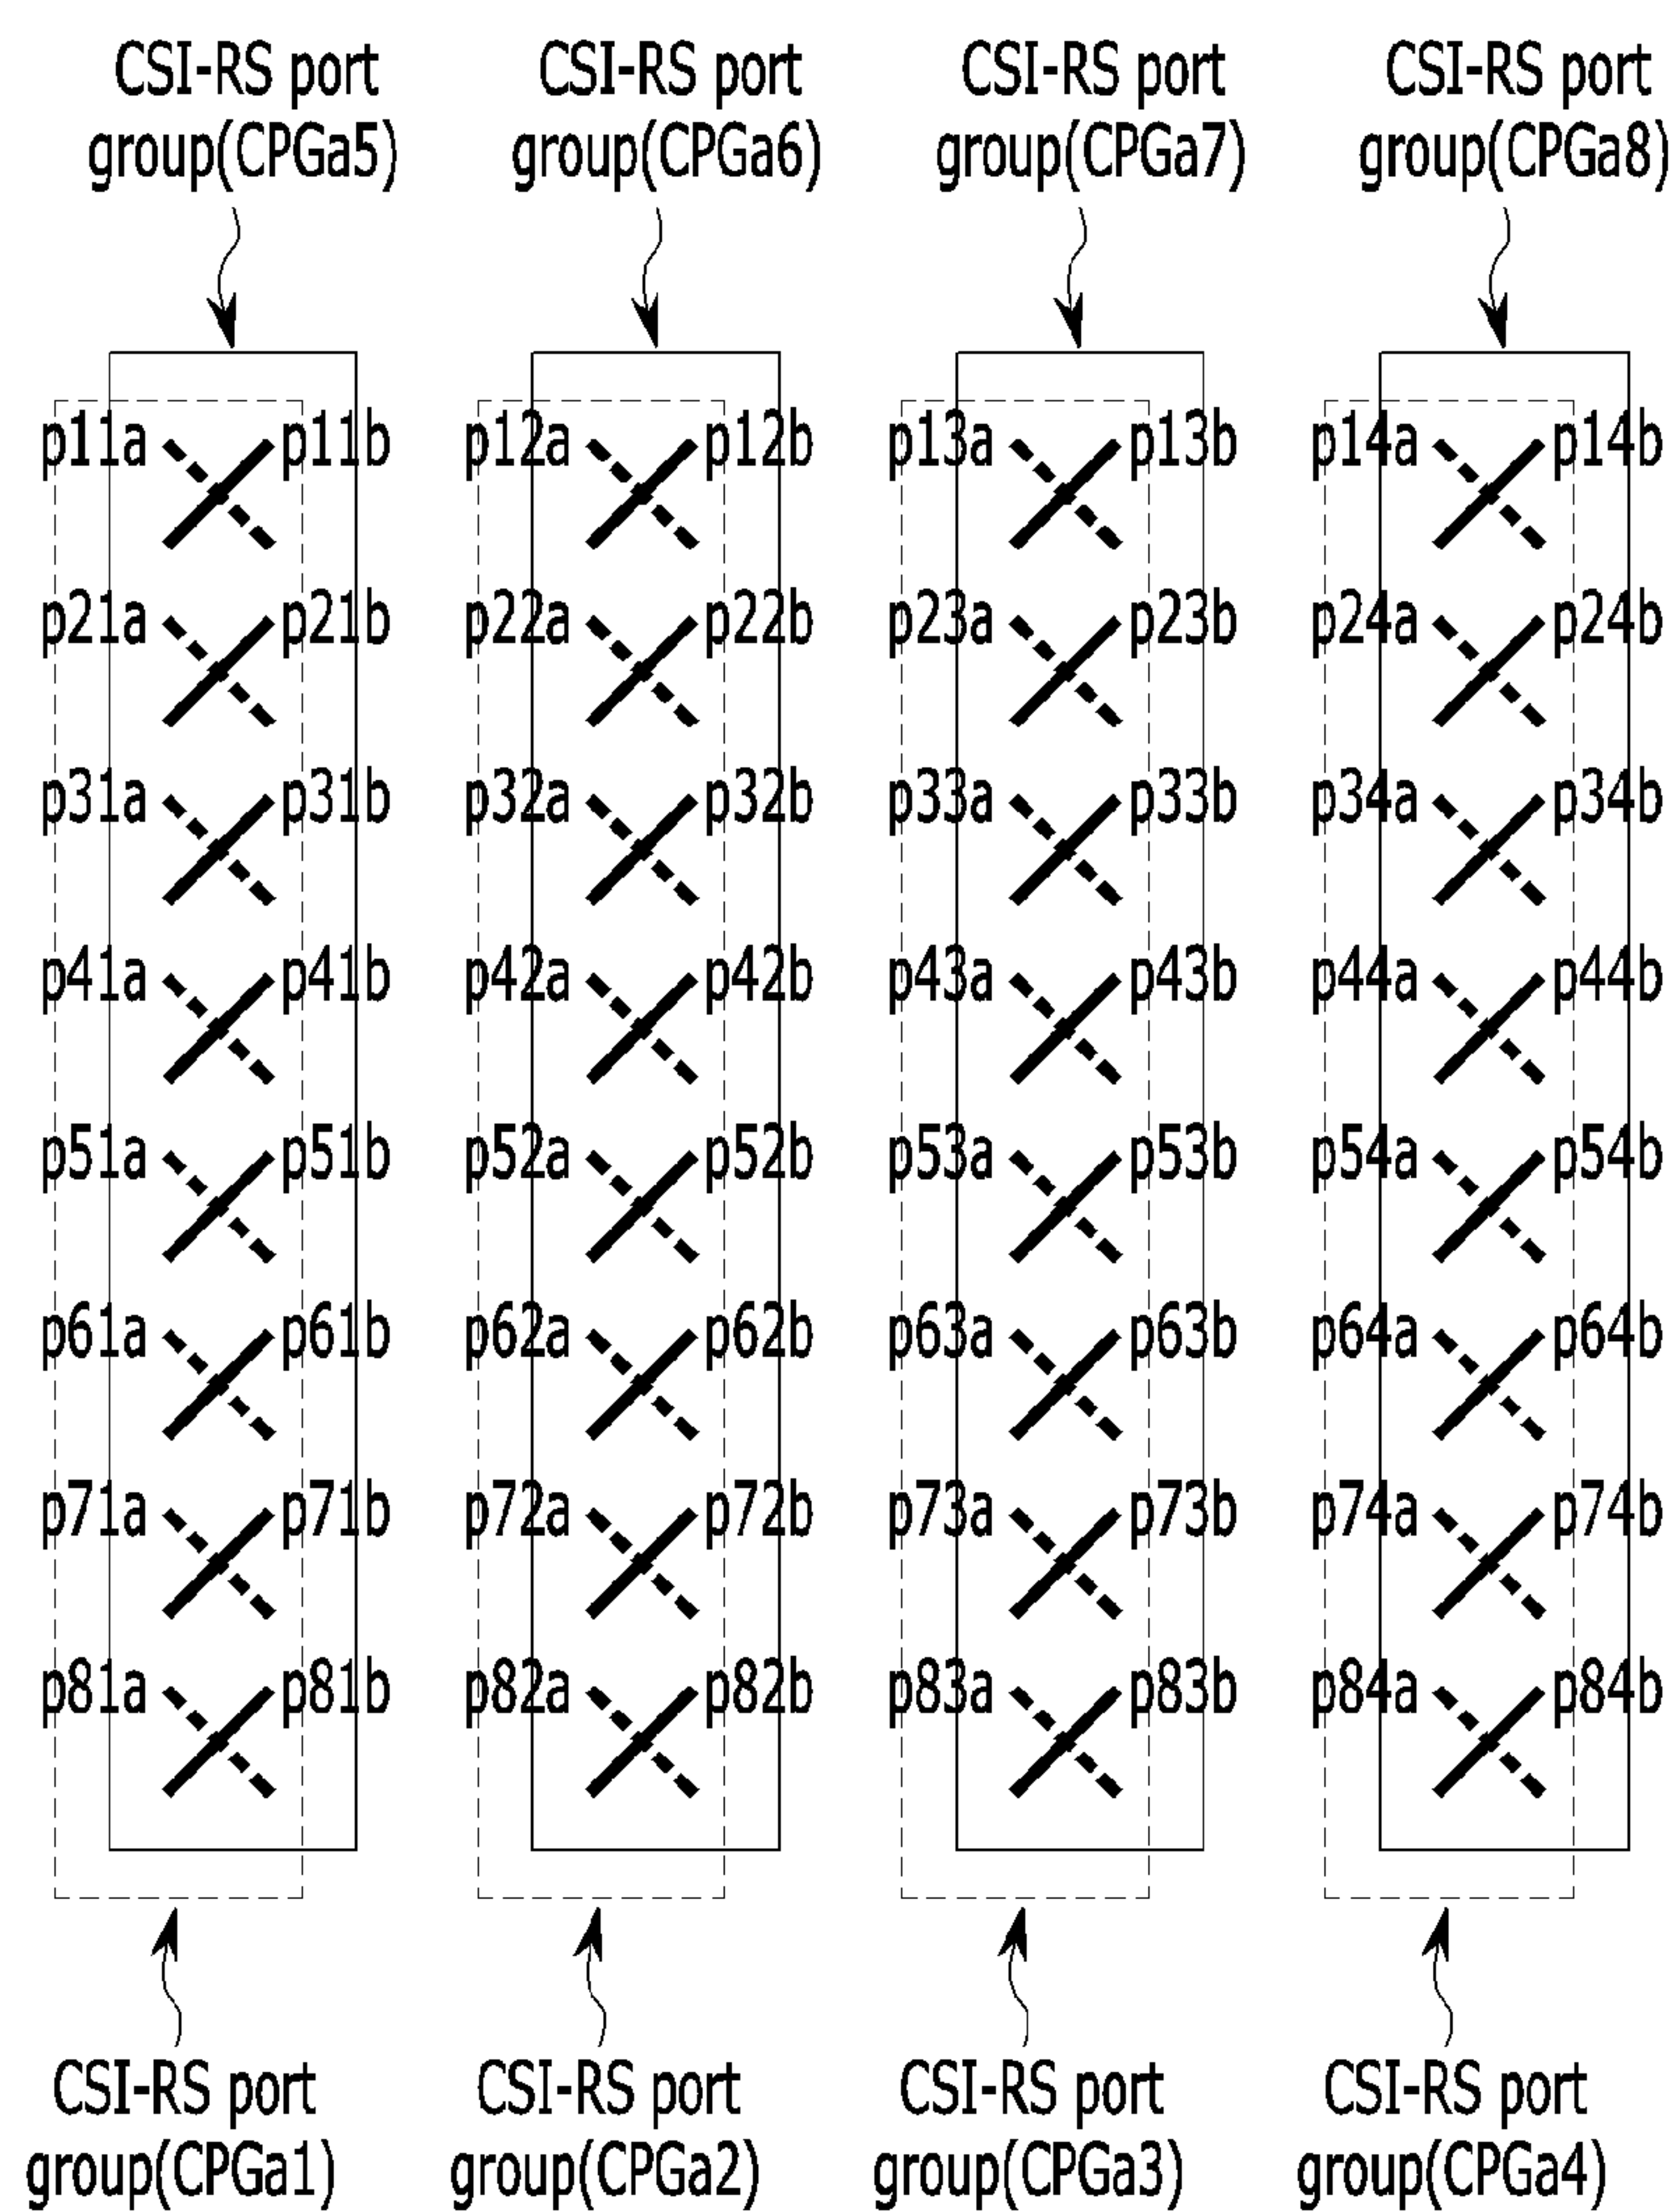 CSI-RS port
group(CPGa5)
CSI-RS port
group(CPGa6)
CSI-RS port
group(CPGa7)
CSI-RS port
group(CPGa8)
p11a p11b p12a p12b p13a p13b p14a p14b
p21a p21b p22a p22b p23a p23b p24a p24b
p31a p31b p32a p32b p33a p33b p34a p34b
p41a p41b p42a p42b p43a p43b p44a p44b
p51a p51b p52a p52b p53a p53b p54a p54b
p61a p61b p62a p62b p63a p63b p64a p64b
p71a p71b p72a p72b p73a p73b p74a p74b
p81a p81b p82a p82b p83a p83b p84a p84b
CSI-RS port
group(CPGa1)
CSI-RS port
group(CPGa2)
CSI-RS port
group(CPGa3)
CSI-RS port
group(CPGa4)